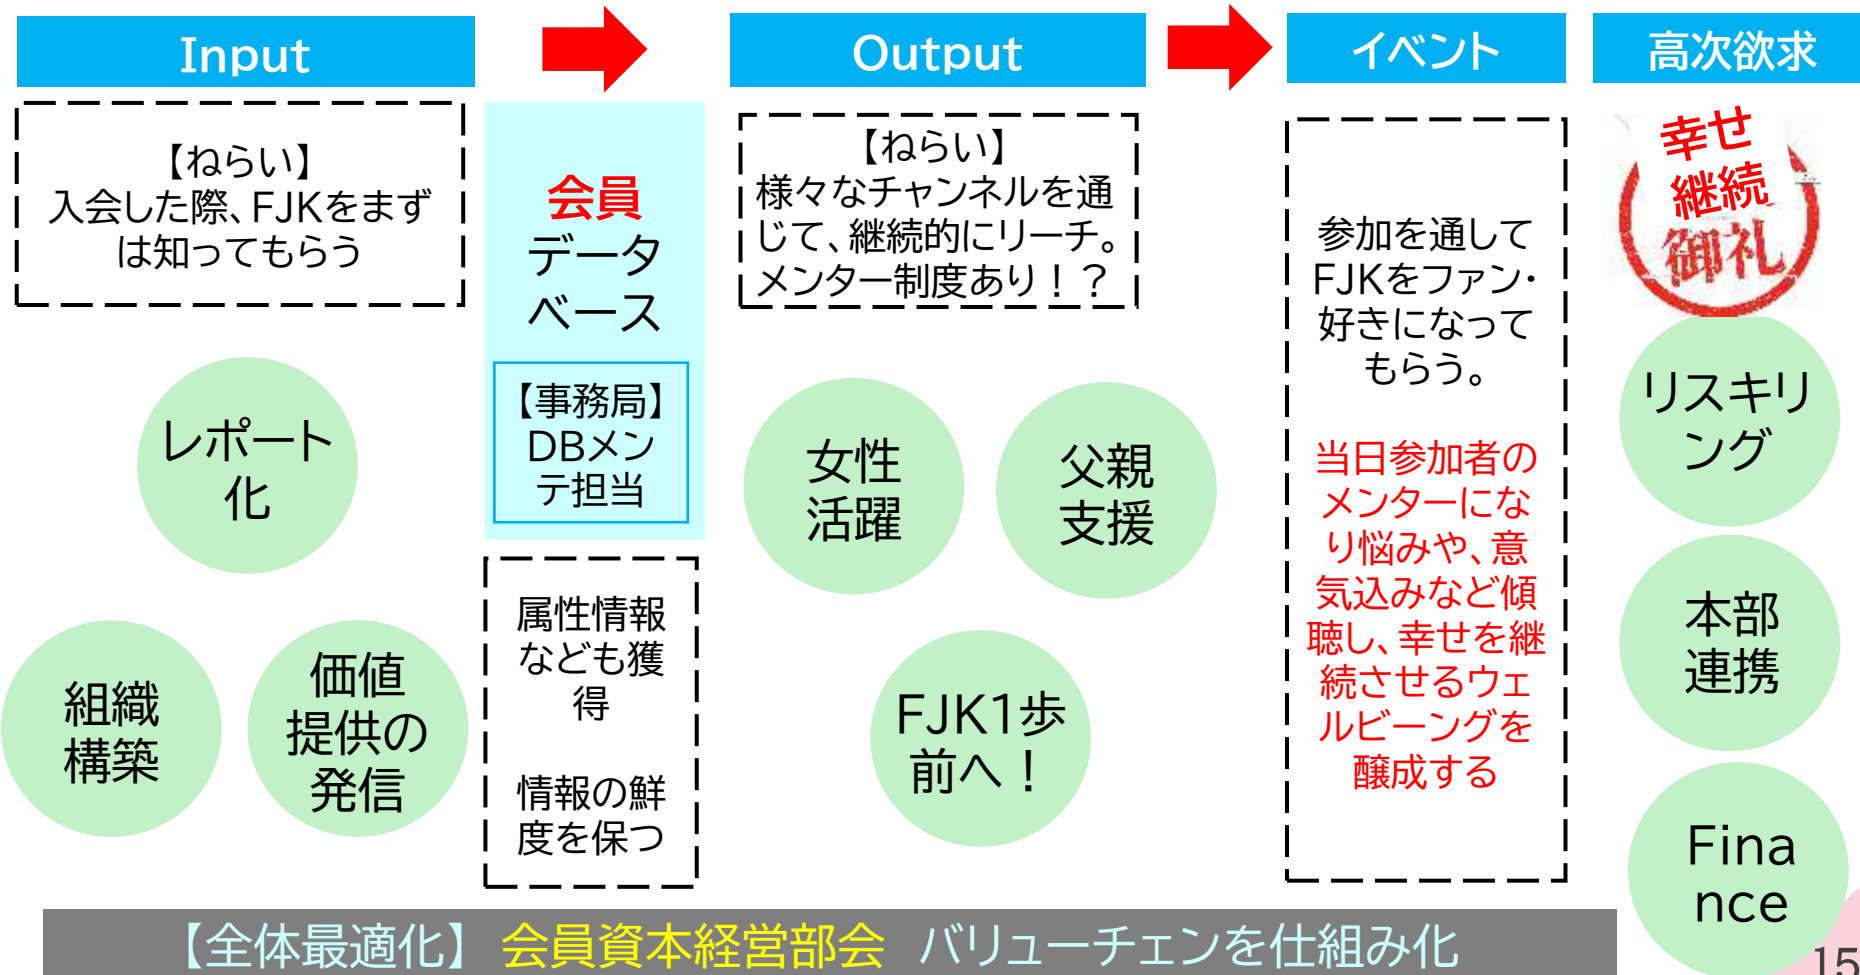 Input
Output
イベント
高次欲求
【ねらい】
入会した際、FJKをまず
は知ってもらう
レポート
化
組織
構築
価値
提供の
発信
会員
データ
ベース
【事務局】
DBメン
テ担当
属性情報
なども獲
得
情報の鮮
度を保つ
【ねらい】
様々なチャンネルを通
じて、継続的にリーチ。
メンター制度あり！？
女性
活躍
父親
支援
FJK1歩
前へ！
参加を通して
FJKをファン・
好きになって
もらう。
当日参加者の
メンターにな
り悩みや、意
気込みなど傾
聴し、幸せを継
続させるウェ
ルビーングを
醸成する
幸せ
継続
御礼
リスキリ
ング
本部
連携
Fina
nce
【全体最適化】 会員資本経営部会 バリューチェンを仕組み化
15